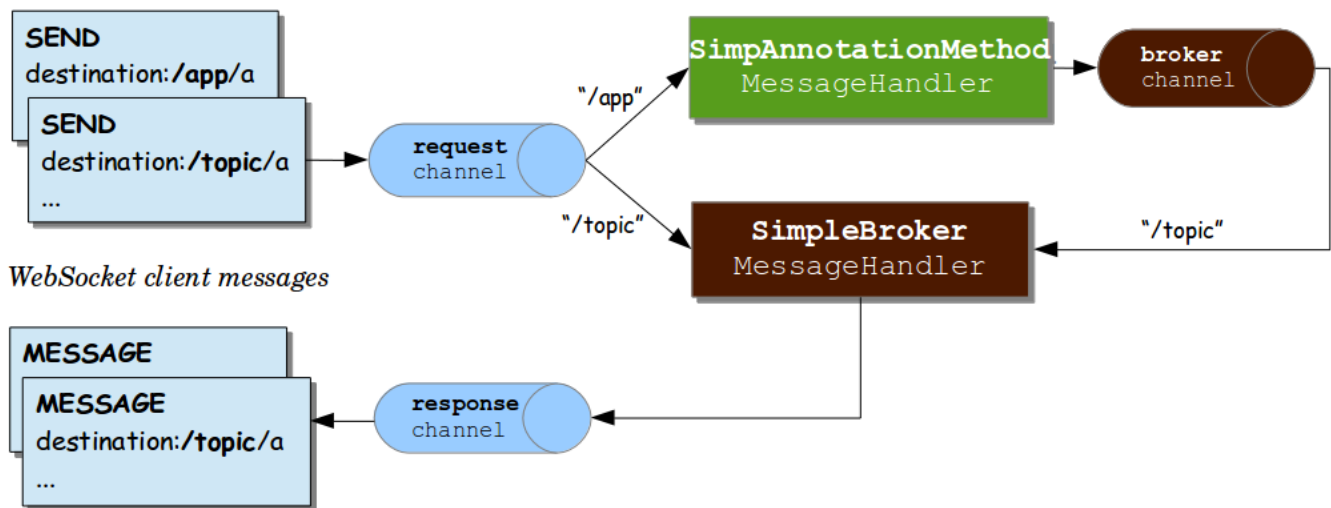 SEND
destination:/app/a
SEND
destination:/topic/a
...
WebSocket client messages
request
channel
“/app”
“/topic”
SimpAnnotationMethod
MessageHandler
broker
channel
SimpleBroker
MessageHandler
“/topic”
MESSAGE
MESSAGE
destination:/topic/a
...
response
channel